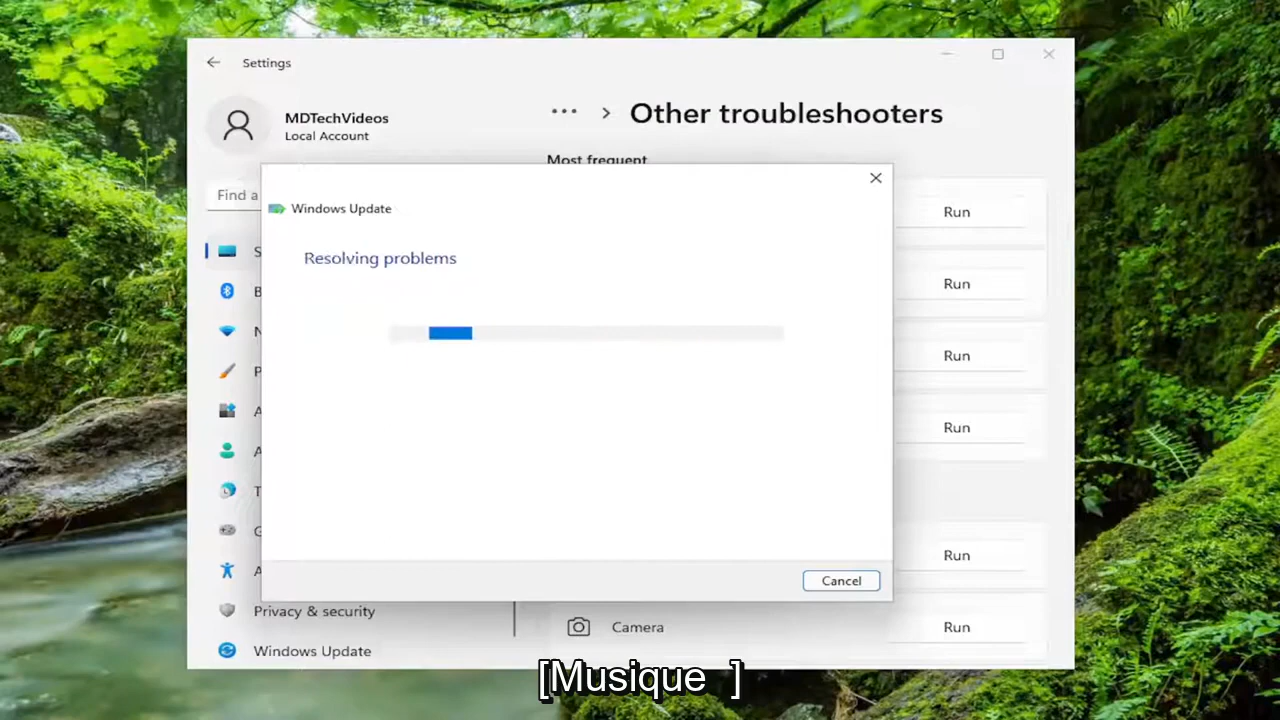 Settings
MDTechVideos
Local Account
Find a
... > Other troubleshooters
Most frequent
Windows Update
Resolving problems
Cancel
Run
Run
Run
Run
Run
Camera
Run
S
B
N
P
A
A
T
G
A
Privacy & security
Windows Update
[Musique ]